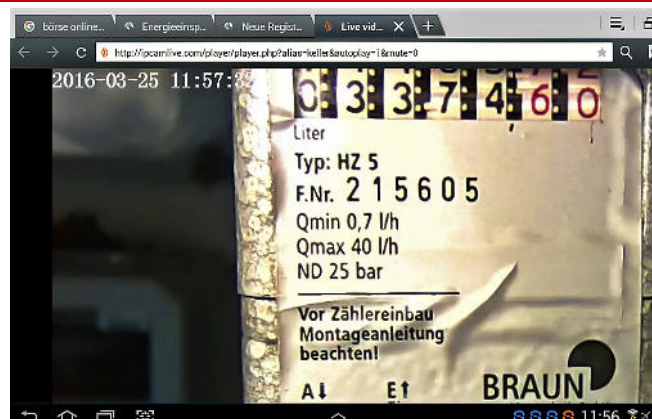 börse online...
Energieeinsp...
Neue Regist...
Live vid...
http://ipcamlive.com/player/player.php?alias=keller&autoplay=1&mute=0
2016-03-25 11:57:32
0 3 3 7 4 6 0
Liter
Typ: HZ 5
F.Nr. 215605
Qmin 0,7 l/h
Qmax 40 l/h
ND 25 bar
Vor Zählereinbau
Montageanleitung
beachten!
A↓ E↑
BRAUN
11:56